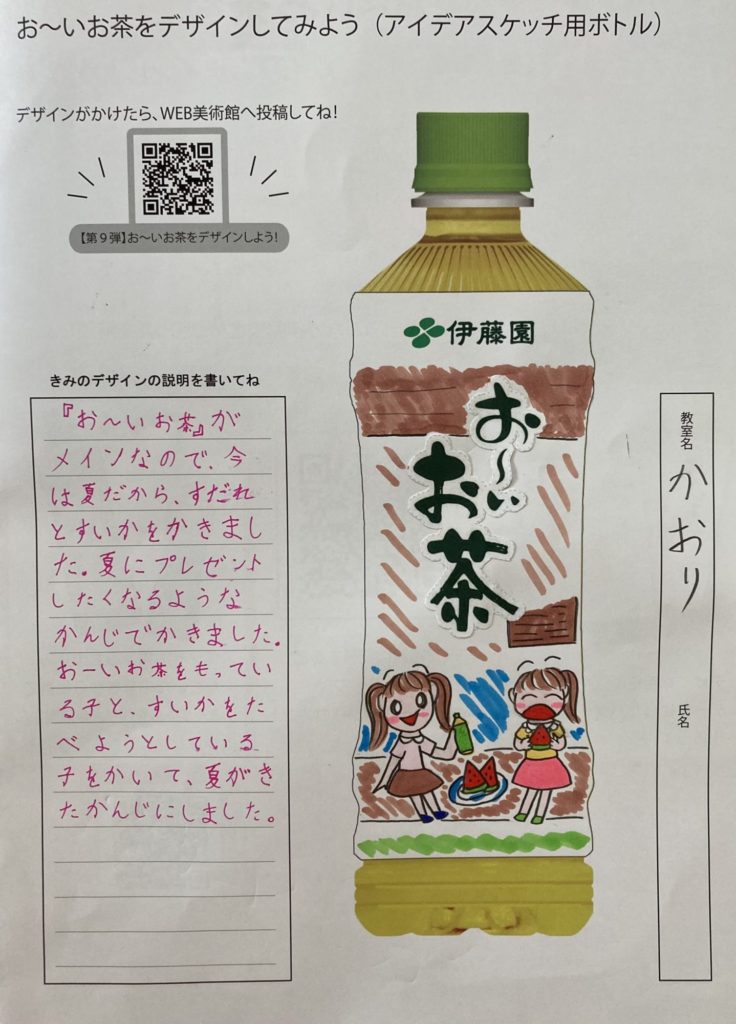 お〜いお茶をデザインしてみよう（アイデアスケッチ用ボトル）
デザインがかけたら、WEB美術館へ投稿してね！
【第9弾】お〜いお茶をデザインしよう！
きみのデザインの説明を書いてね
『お〜いお茶』が
メインなので、今
は夏だから、すだれ
とすいかをかきまし
た。夏にプレゼント
したくなるような
かんじでかきました。
おーいお茶をもってい
る子と、すいかをた
べようとしている
子をかいて、夏がき
たかんじにしました。
伊藤園
お〜い
お茶
教室名
かおり
氏名